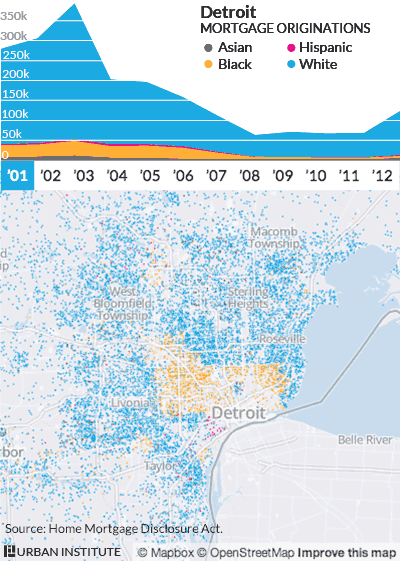 Detroit
MORTGAGE ORIGINATIONS
Asian
Hispanic
Black
White
350k
300k
250k
200k
150k
100k
50k
0
'01 '02 '03 '04 '05 '06 '07 '08 '09 '10 '11 '12
Macomb
Township
West
Bloomfield
Township
Sterling
Heights
Roseville
Livonia
Detroit
Belle River
Taylor
Source: Home Mortgage Disclosure Act.
URBAN INSTITUTE
© Mapbox © OpenStreetMap Improve this map